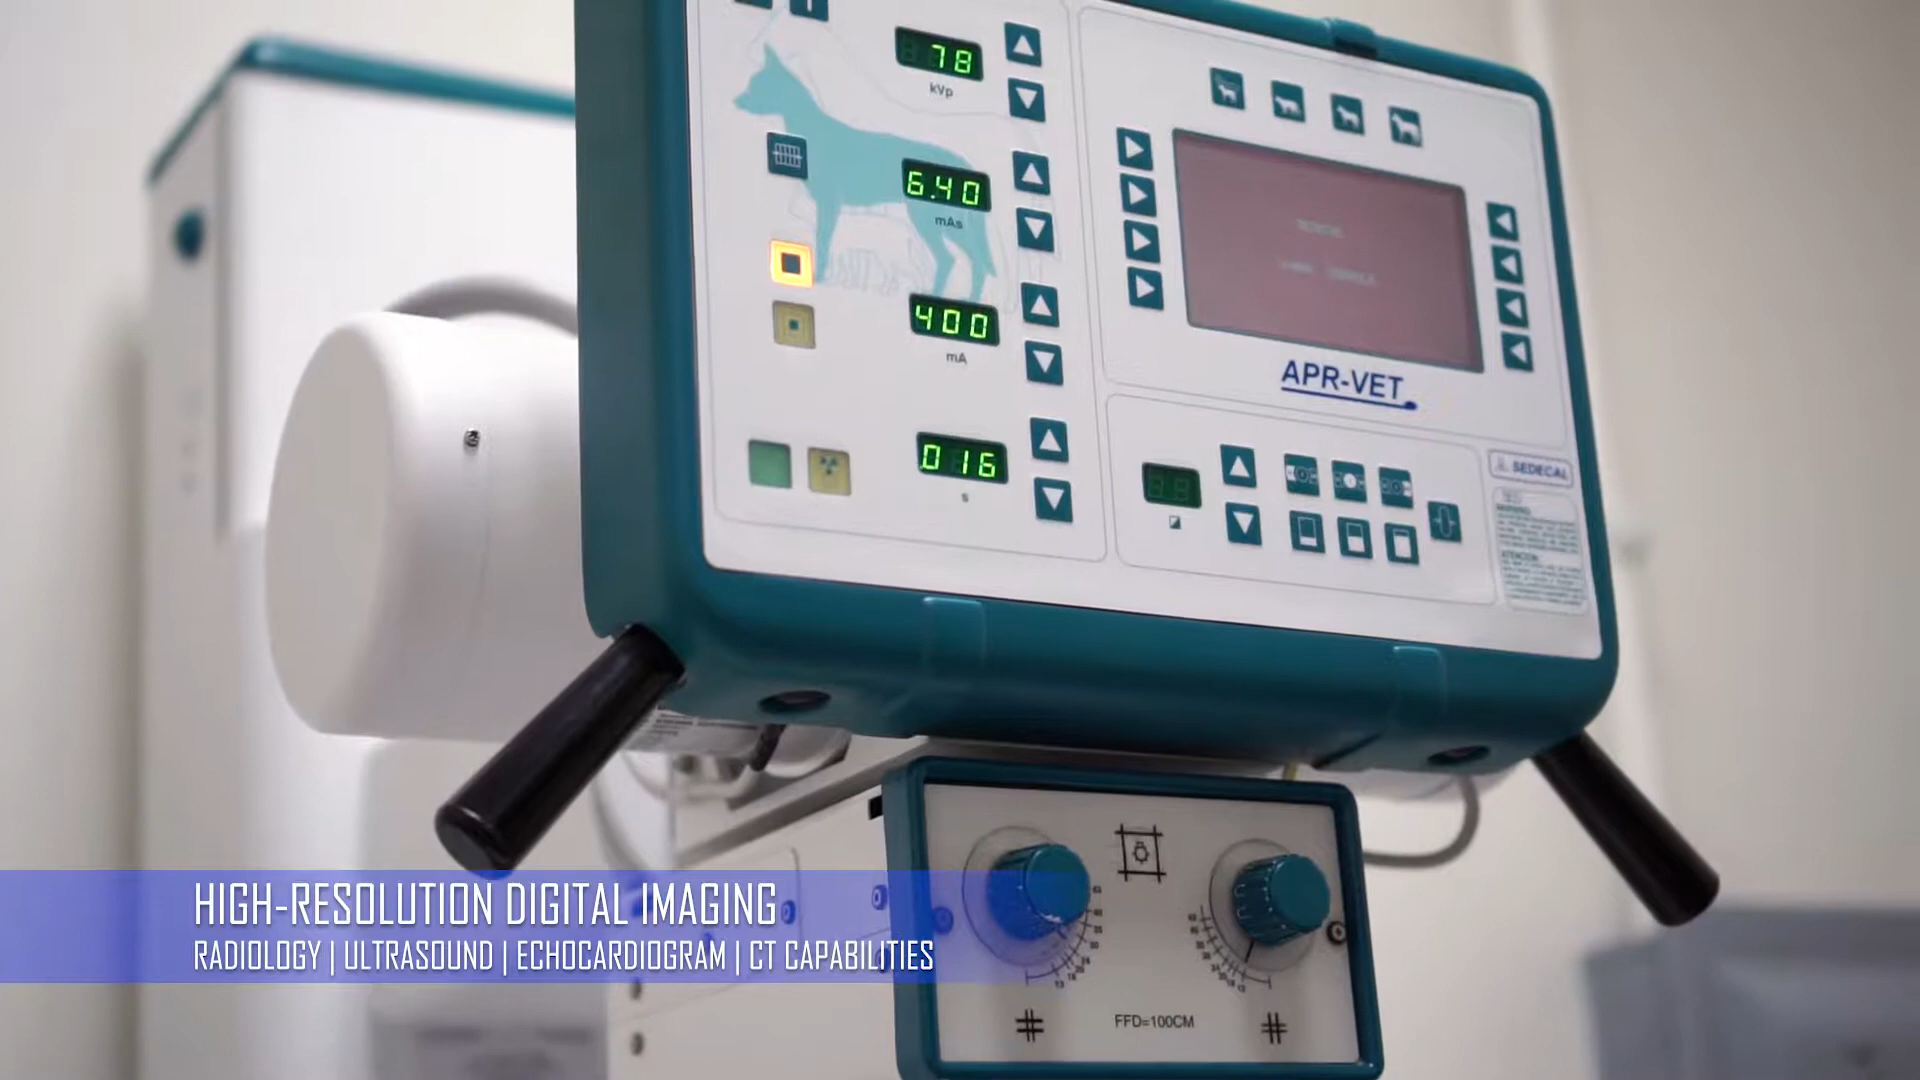 78
kVp
6.40
mAs
400
mA
016
s
APR-VET
SEDECAL
ATENCION
FFD=100CM
HIGH-RESOLUTION DIGITAL IMAGING
RADIOLOGY | ULTRASOUND | ECHOCARDIOGRAM | CT CAPABILITIES